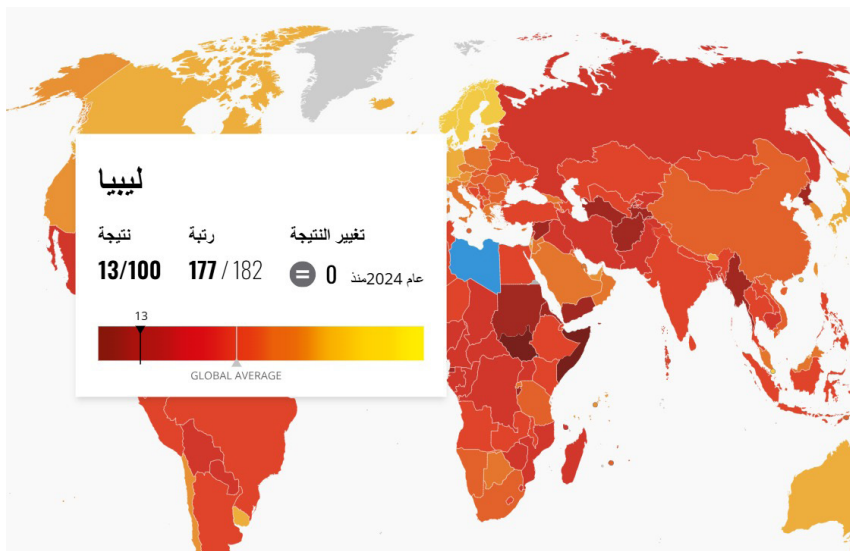 ليبيا
نتيجة رتبة تغيير النتيجة
13/100 177 / 182 = 0 عام 2024منذ
13
GLOBAL AVERAGE